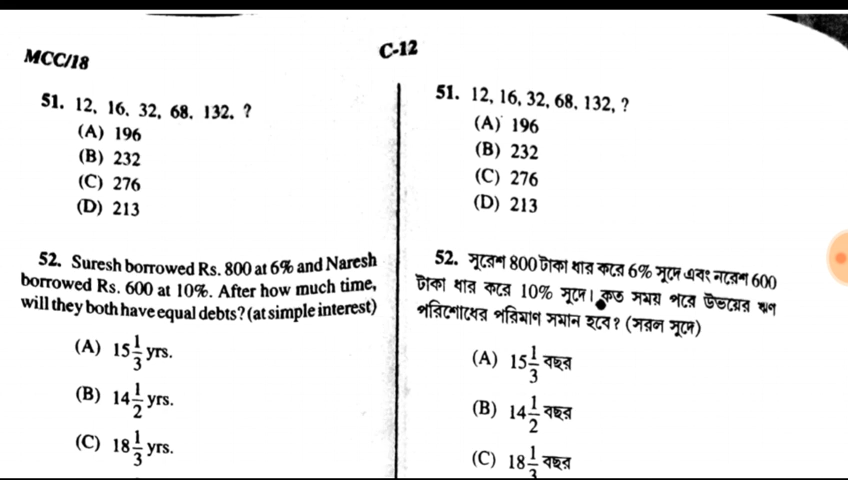 MCC/18
C-12
51. 12, 16, 32, 68, 132, ?
(A) 196
(B) 232
(C) 276
(D) 213
52. Suresh borrowed Rs. 800 at 6% and Naresh
borrowed Rs. 600 at 10%. After how much time,
will they both have equal debts? (at simple interest)
(A) 15 1/3 yrs.
(B) 14 1/2 yrs.
(C) 18 1/3 yrs.
51. 12, 16, 32, 68, 132, ?
(A) 196
(B) 232
(C) 276
(D) 213
52. সুরেশ 800 টাকা ধার করে 6% সুদে এবং নরেশ 600
টাকা ধার করে 10% সুদে। কত সময় পরে উভয়ের ঋণ
পরিশোধের পরিমাণ সমান হবে? (সরল সুদে)
(A) 15 1/3 বছর
(B) 14 1/2 বছর
(C) 18 1/3 বছর